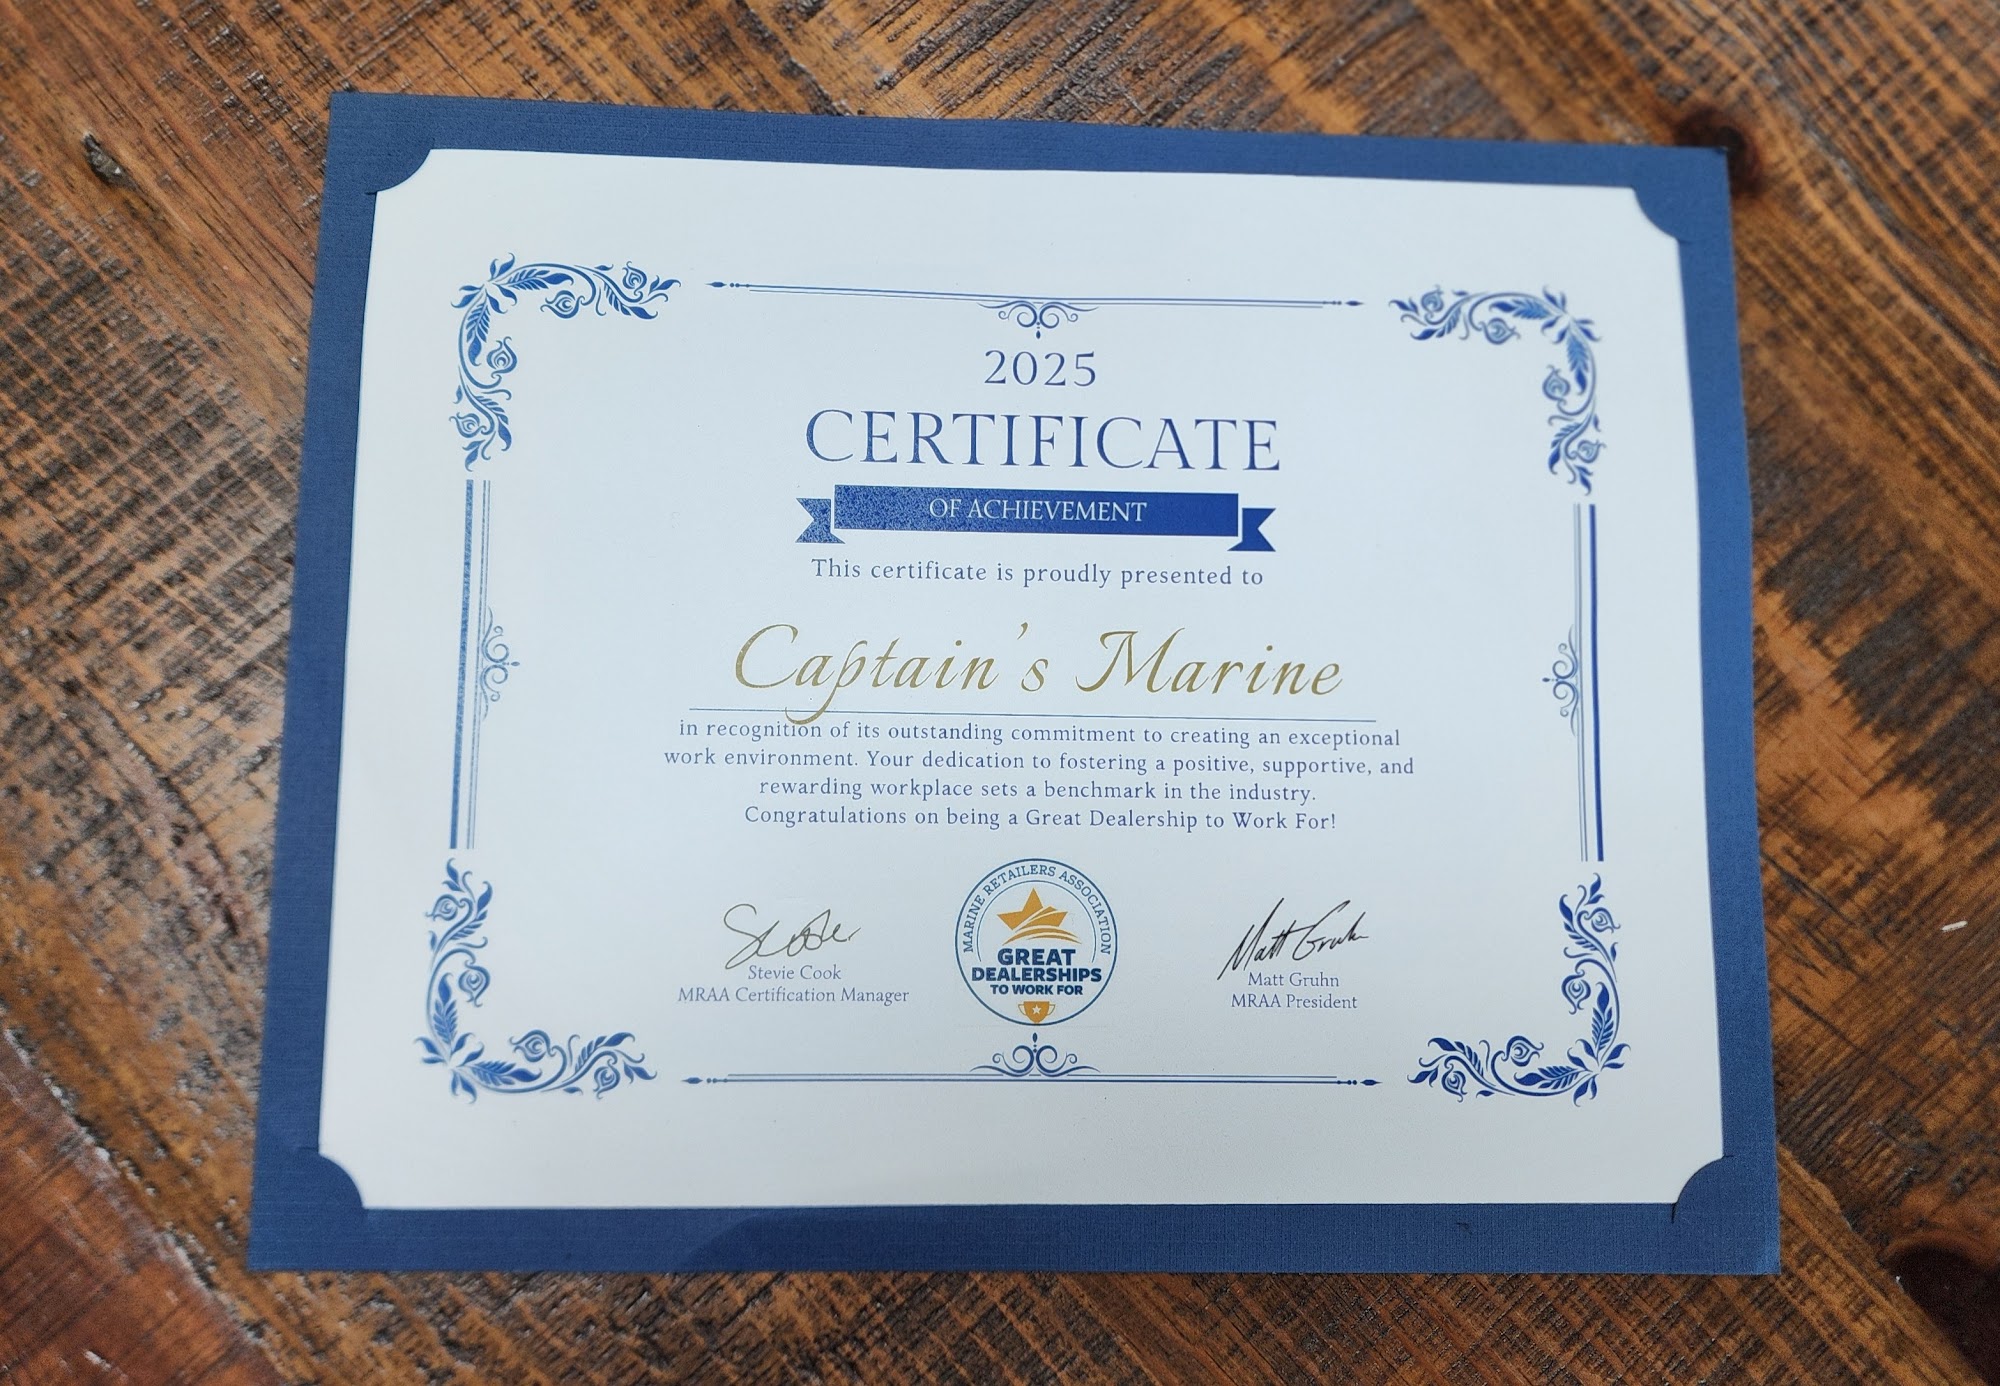 2025
CERTIFICATE
OF ACHIEVEMENT
This certificate is proudly presented to
Captain's Marine
in recognition of its outstanding commitment to creating an exceptional
work environment. Your dedication to fostering a positive, supportive, and
rewarding workplace sets a benchmark in the industry.
Congratulations on being a Great Dealership to Work For!
Stevie Cook
MRAA Certification Manager
MARINE RETAILERS ASSOCIATION
GREAT
DEALERSHIPS
TO WORK FOR
Matt Gruhn
Matt Gruhn
MRAA President